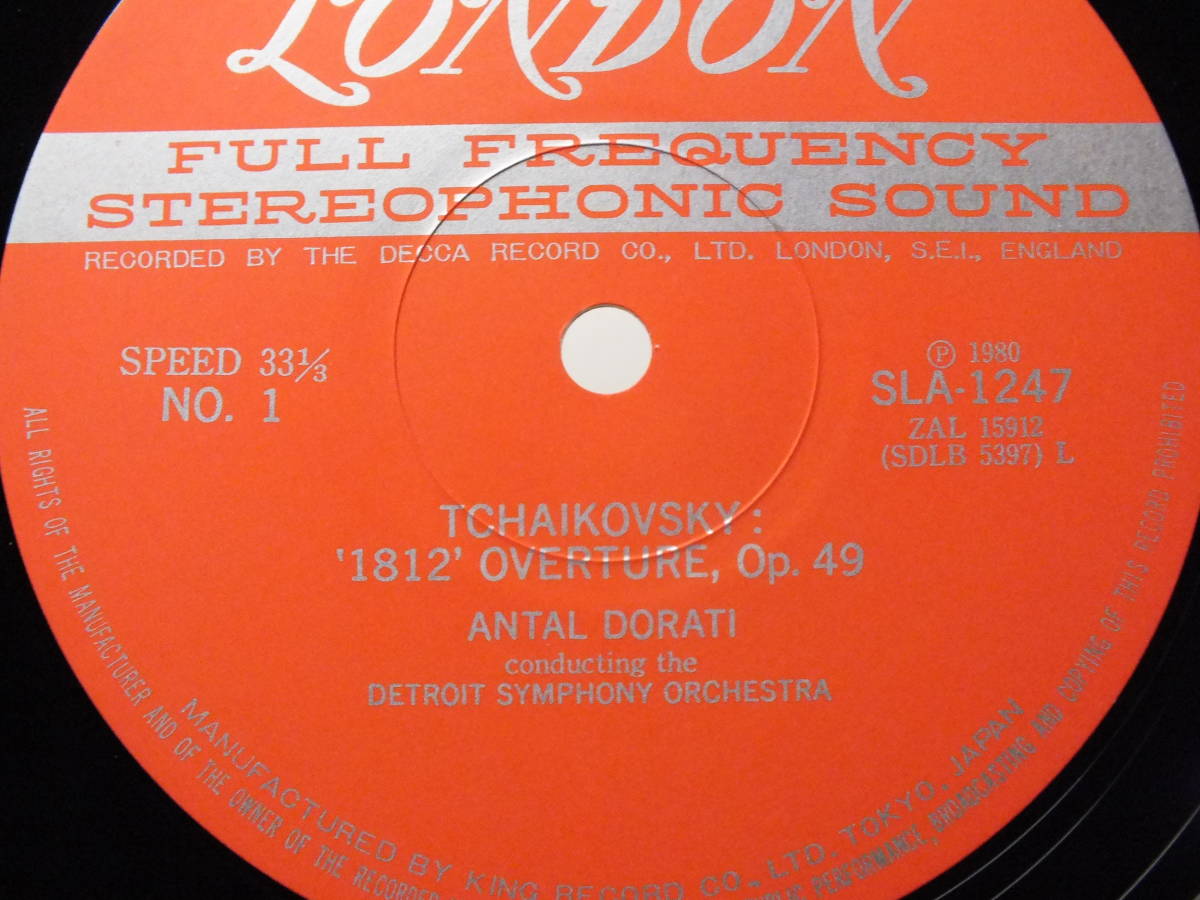 LONDON
FULL FREQUENCY
STEREOPHONIC SOUND
RECORDED BY THE DECCA RECORD CO., LTD. LONDON, S.E.I., ENGLAND
SPEED 33⅓
NO. 1
Ⓟ 1980
SLA-1247
ZAL 15912
(SDLB 5397) L
TCHAIKOVSKY:
'1812' OVERTURE, Op. 49
ANTAL DORATI
conducting the
DETROIT SYMPHONY ORCHESTRA
MANUFACTURED BY KING RECORD CO., LTD. TOKYO, JAPAN
ALL RIGHTS OF THE MANUFACTURER AND OF THE OWNER OF THE RECORDED PERFORMANCE, BROADCASTING AND COPYING OF THIS RECORD PROHIBITED